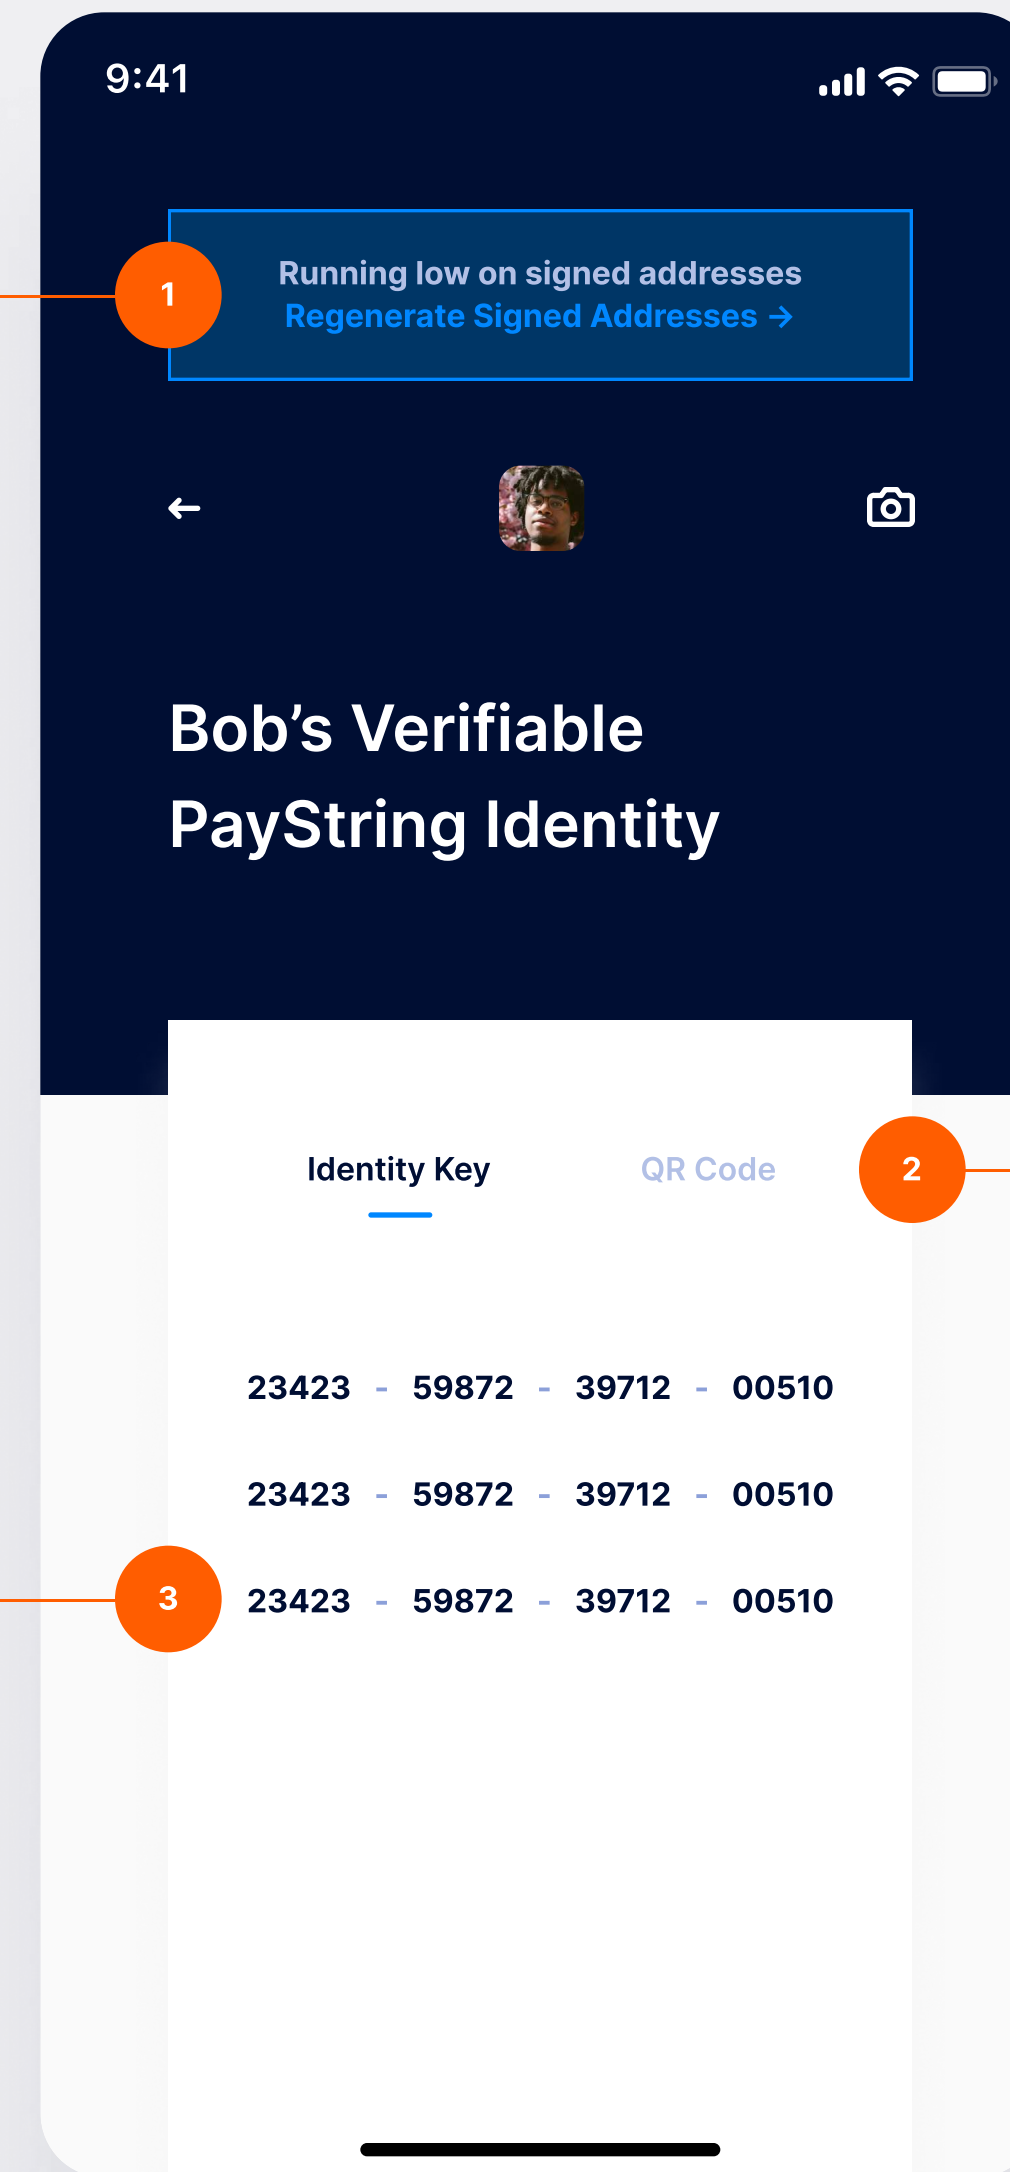 9:41
Running low on signed addresses
Regenerate Signed Addresses →
1
Bob’s Verifiable
PayString Identity
Identity Key QR Code
2
23423 - 59872 - 39712 - 00510
23423 - 59872 - 39712 - 00510
3
23423 - 59872 - 39712 - 00510